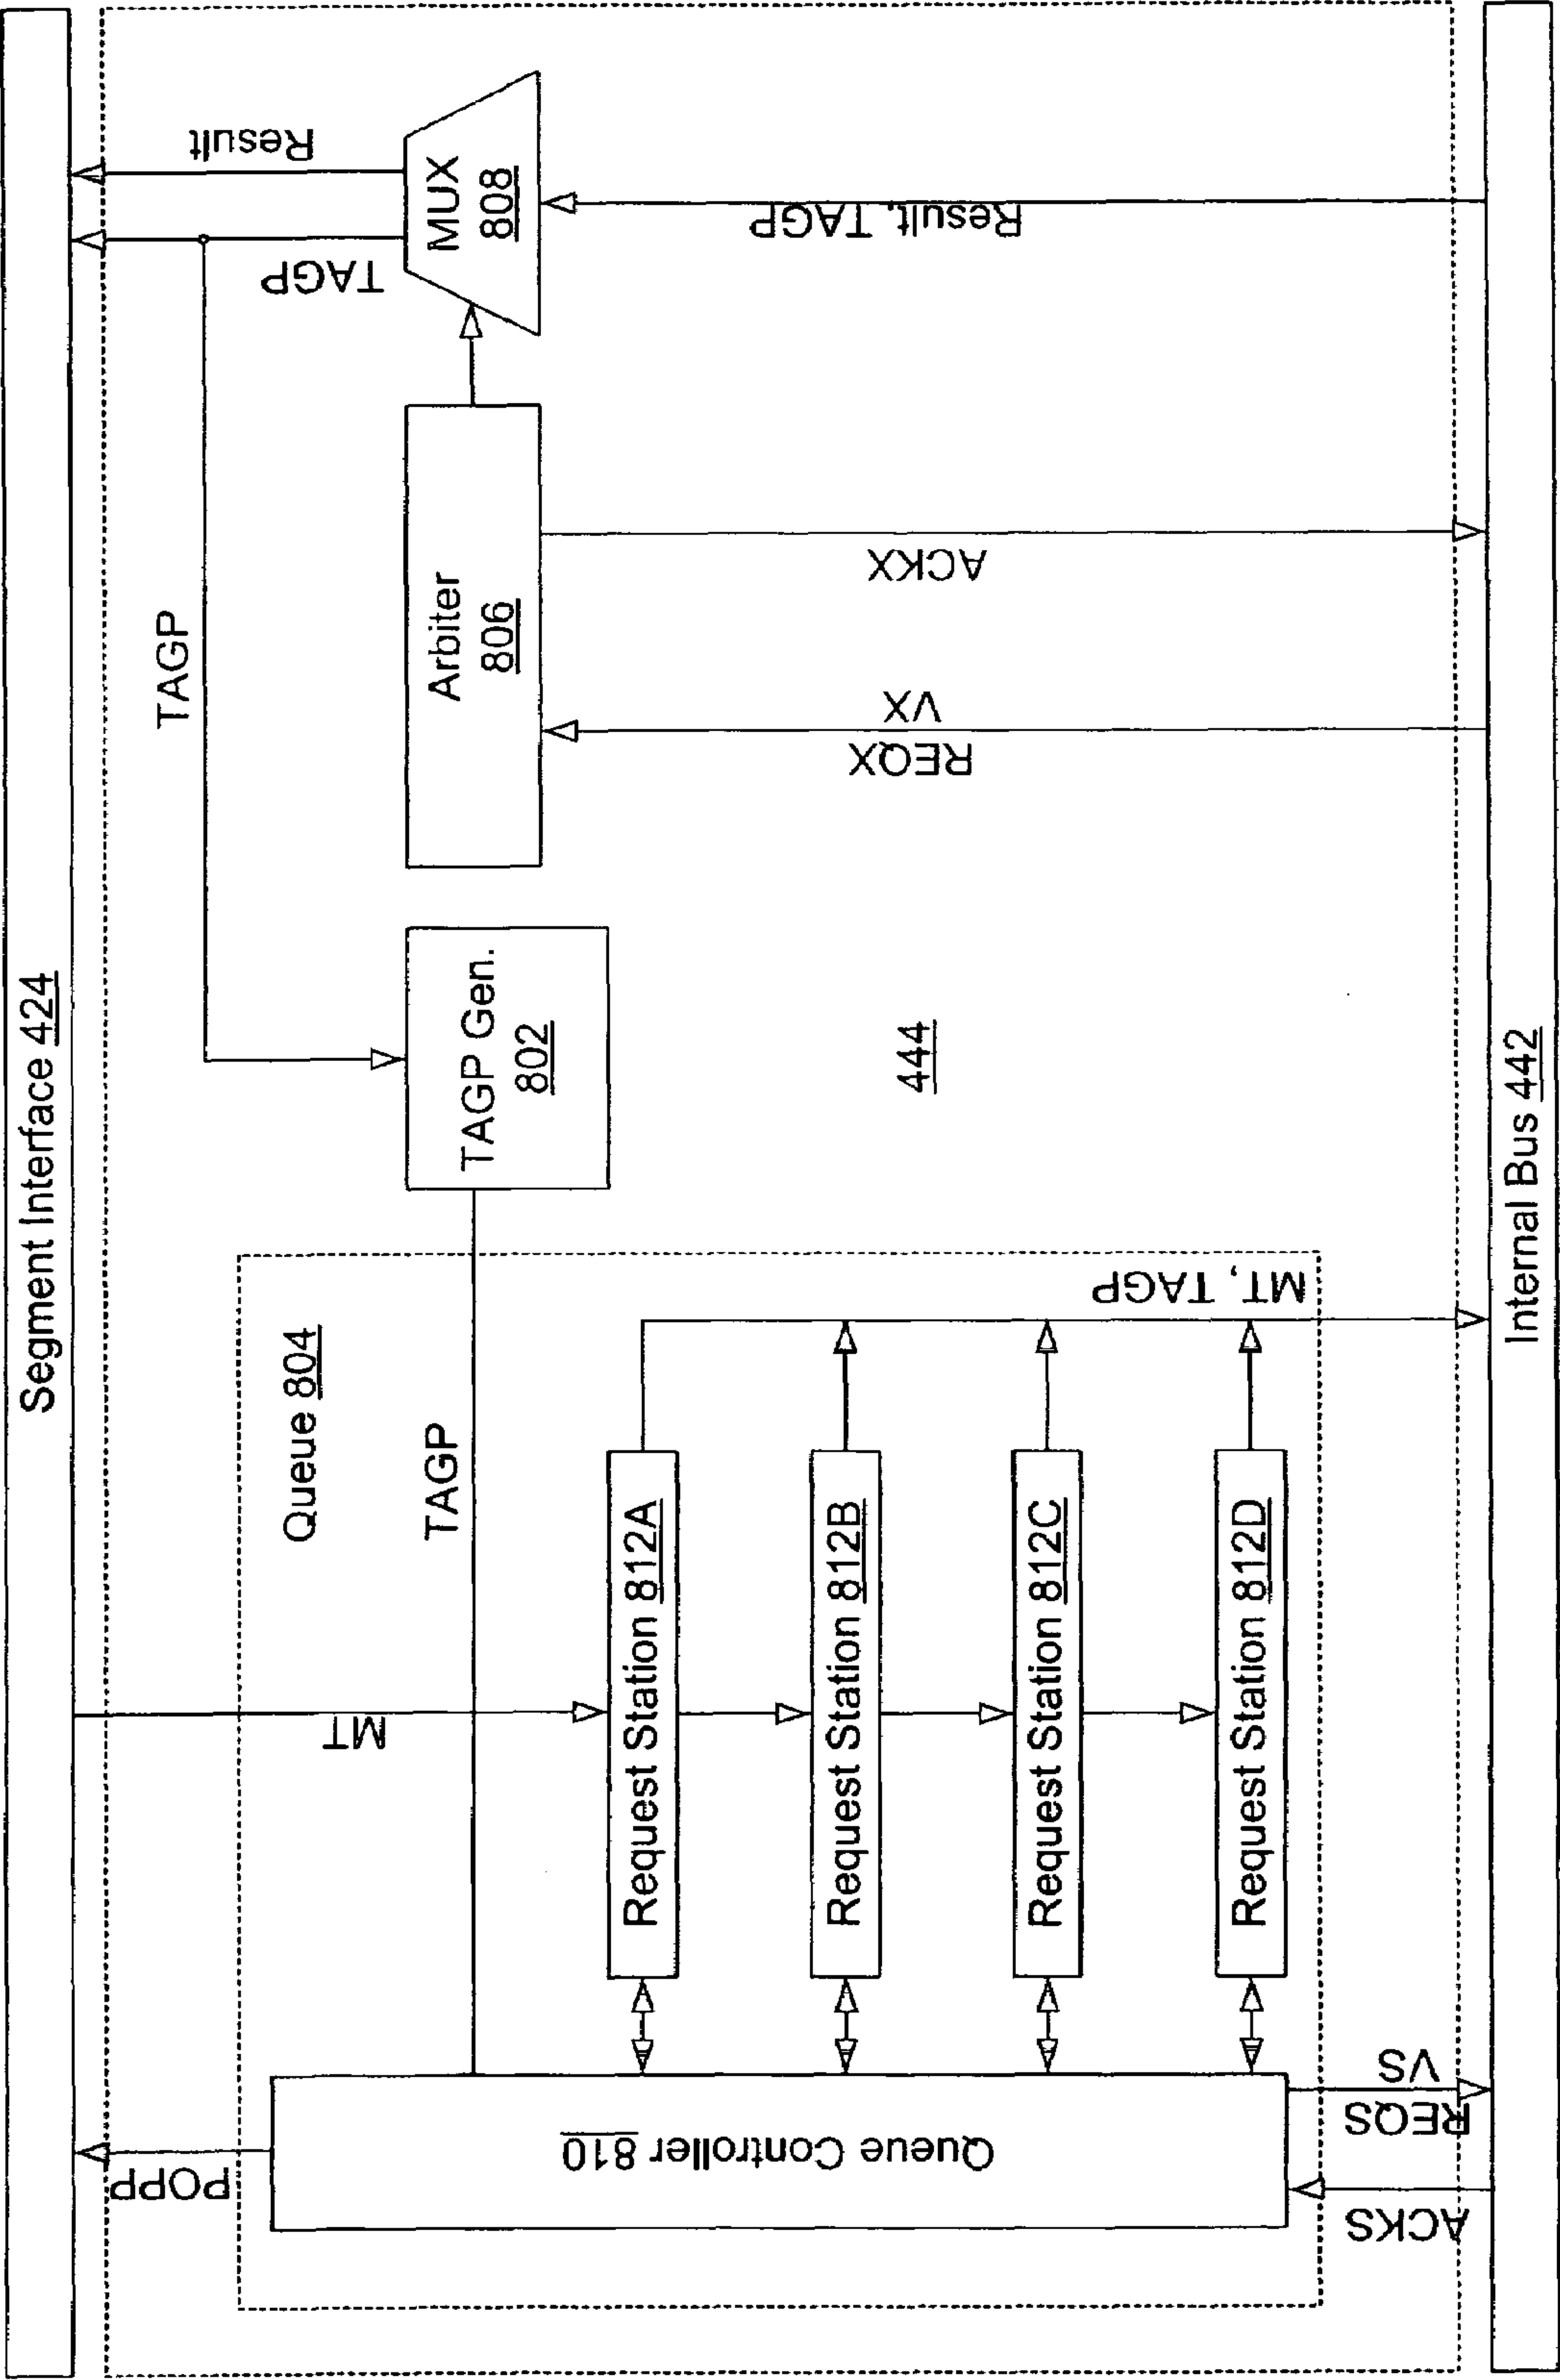 Segment Interface 424
POPP
MT
Queue 804
TAGP
TAGP
TAGP
Result
Queue Controller 810
Request Station 812A
Request Station 812B
Request Station 812C
Request Station 812D
MT, TAGP
TAGP Gen.
802
Arbiter
806
MUX
808
444
ACKS
REQS
VS
REQX
VX
ACKX
Result, TAGP
Internal Bus 442